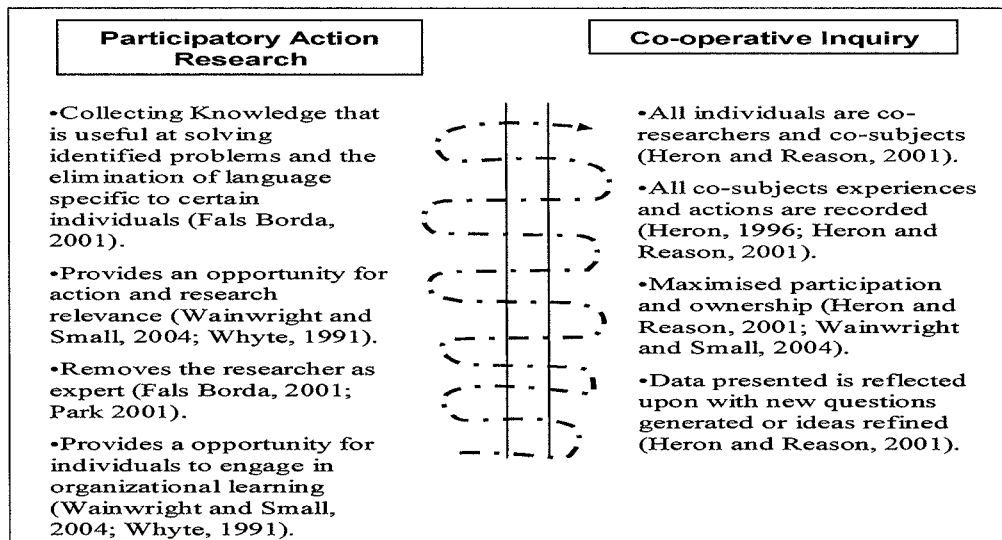 Participatory Action
Research
•Collecting Knowledge that
is useful at solving
identified problems and the
elimination of language
specific to certain
individuals (Fals Borda,
2001).
•Provides an opportunity for
action and research
relevance (Wainwright and
Small, 2004; Whyte, 1991).
•Removes the researcher as
expert (Fals Borda, 2001;
Park 2001).
•Provides a opportunity for
individuals to engage in
organizational learning
(Wainwright and Small,
2004; Whyte, 1991).
Co-operative Inquiry
•All individuals are co-
researchers and co-subjects
(Heron and Reason, 2001).
•All co-subjects experiences
and actions are recorded
(Heron, 1996; Heron and
Reason, 2001).
•Maximised participation
and ownership (Heron and
Reason, 2001; Wainwright
and Small, 2004).
•Data presented is reflected
upon with new questions
generated or ideas refined
(Heron and Reason, 2001).